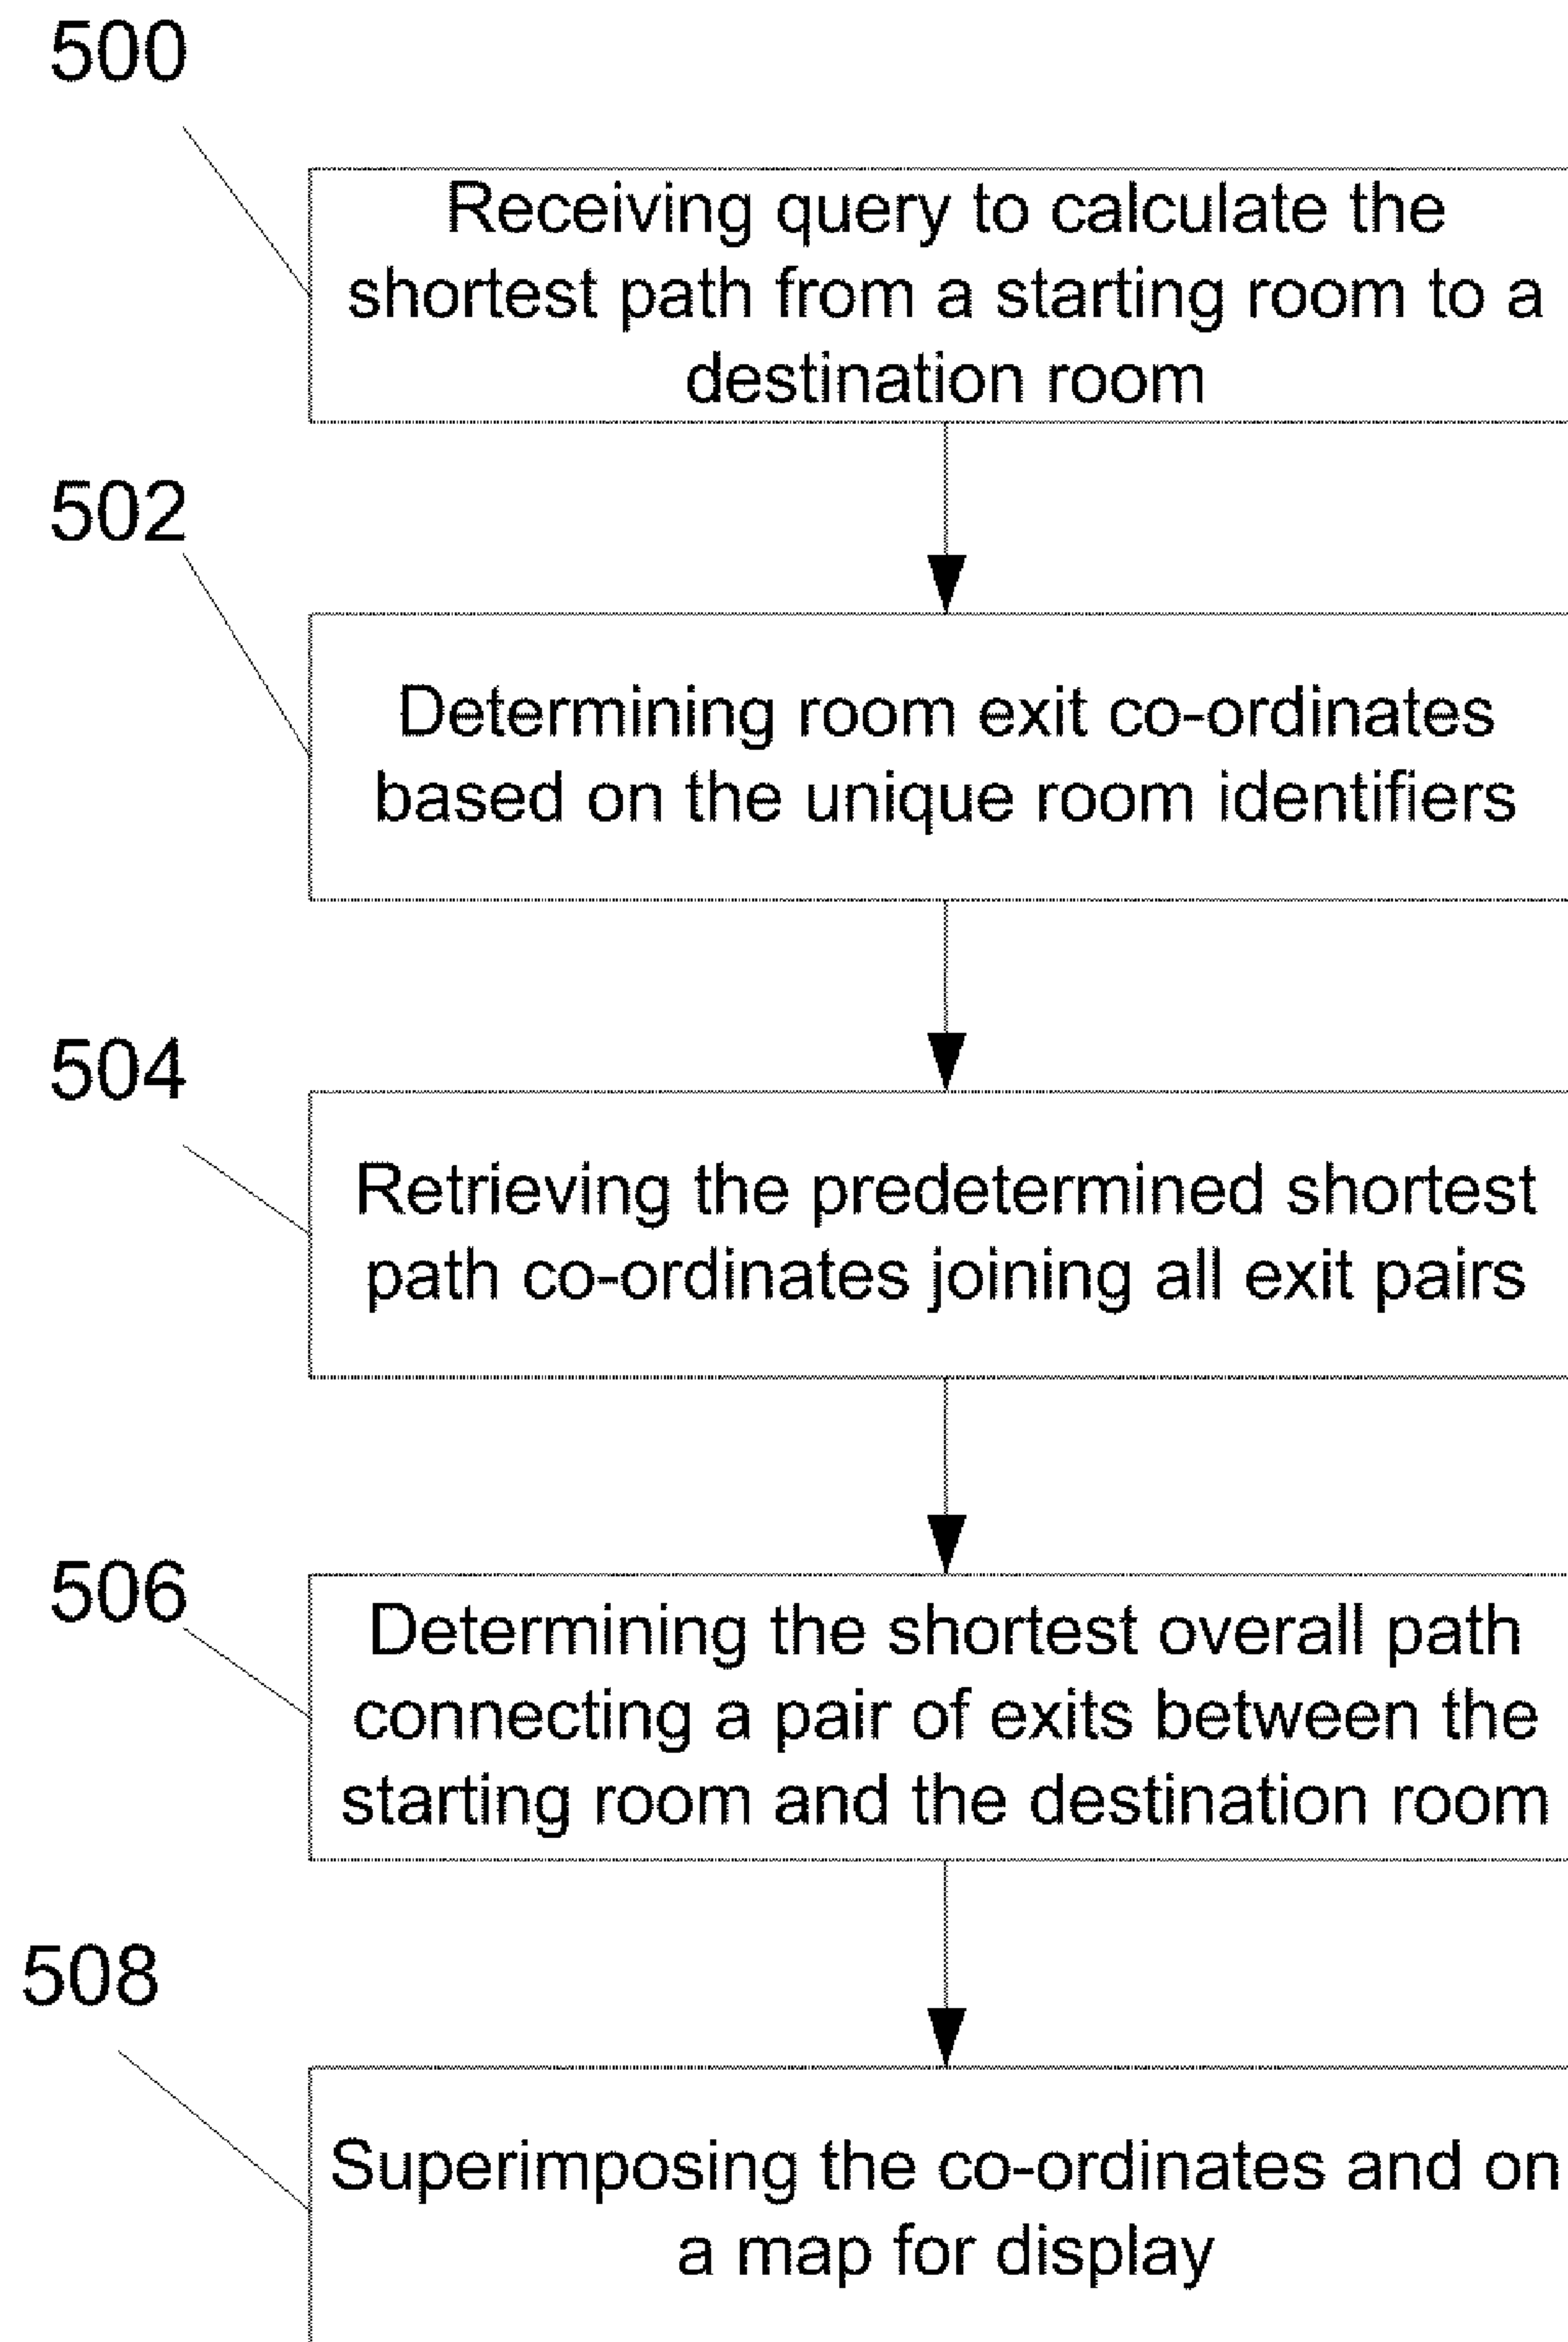 500
Receiving query to calculate the
shortest path from a starting room to a
destination room
502
Determining room exit co-ordinates
based on the unique room identifiers
504
Retrieving the predetermined shortest
path co-ordinates joining all exit pairs
506
Determining the shortest overall path
connecting a pair of exits between the
starting room and the destination room
508
Superimposing the co-ordinates and on
a map for display